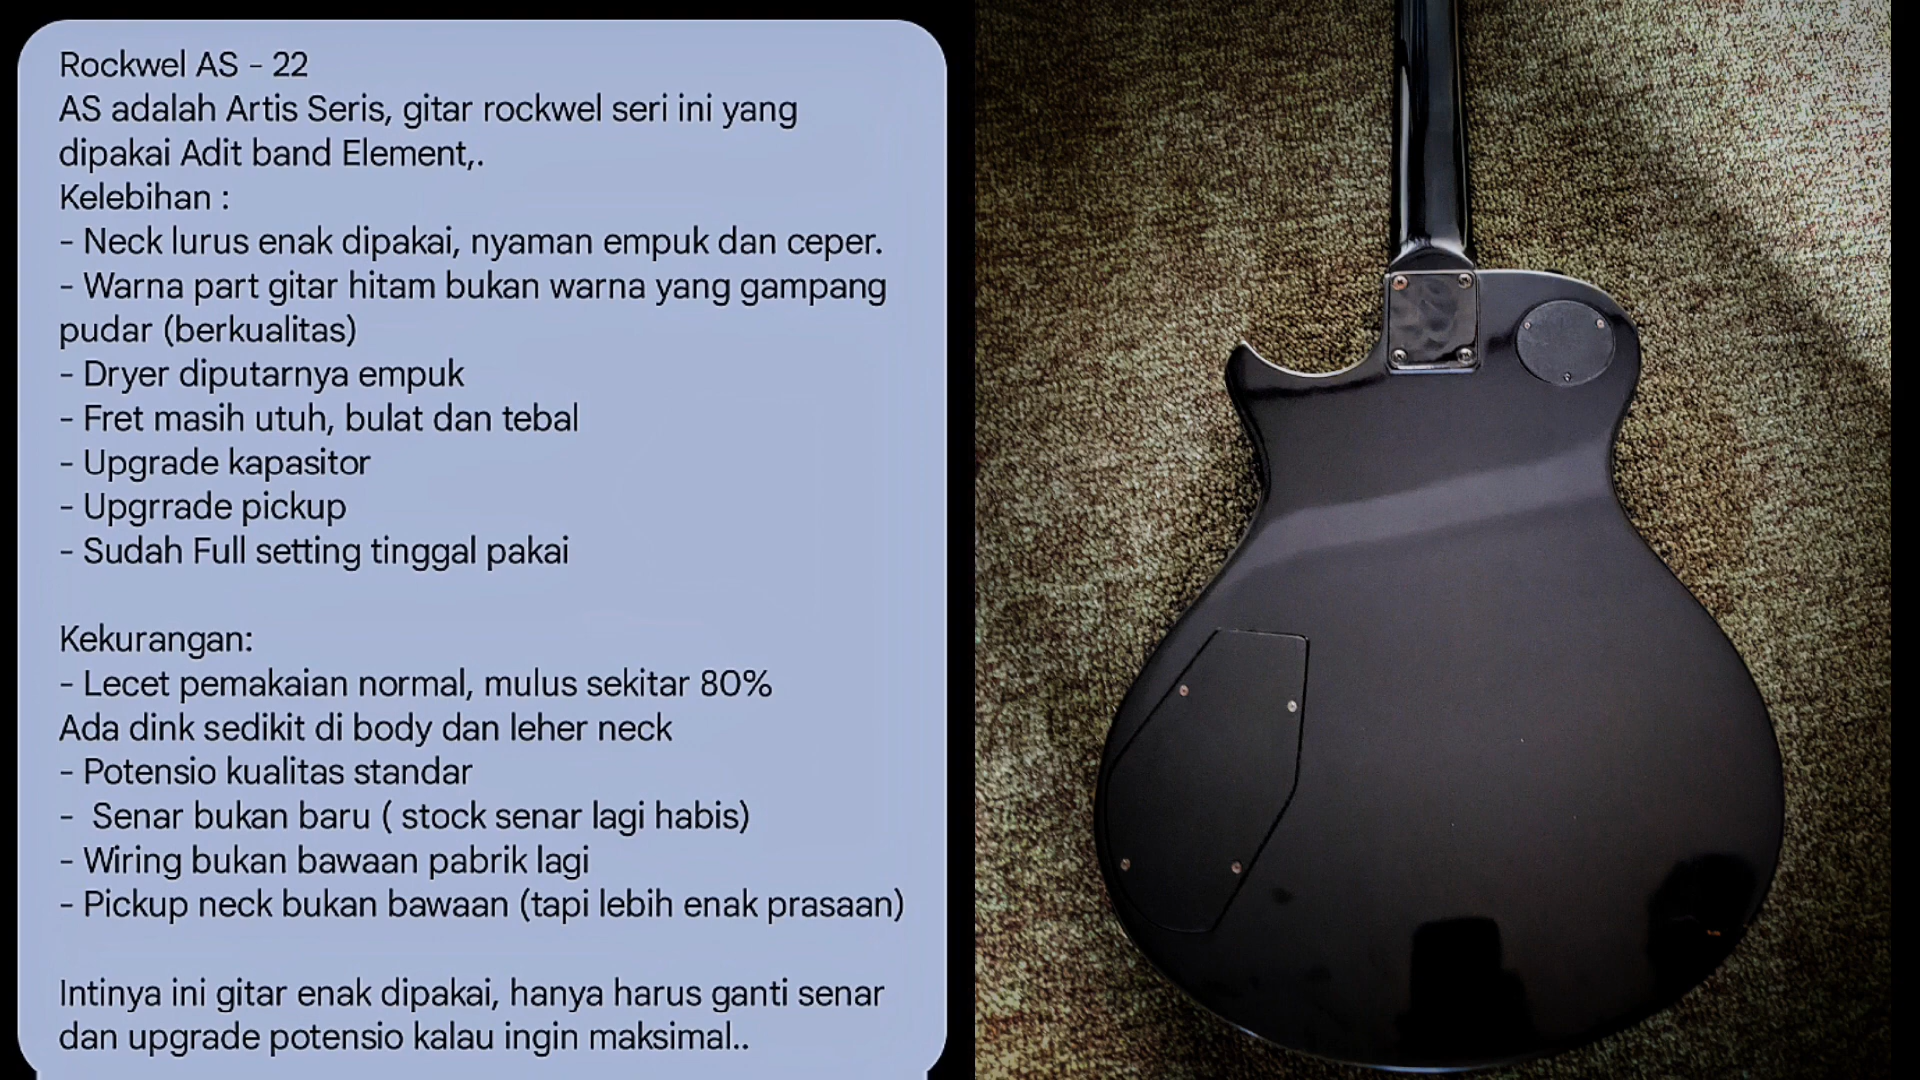 Rockwel AS - 22
AS adalah Artis Seris, gitar rockwel seri ini yang
dipakai Adit band Element,.
Kelebihan :
- Neck lurus enak dipakai, nyaman empuk dan ceper.
- Warna part gitar hitam bukan warna yang gampang
pudar (berkualitas)
- Dryer diputarnya empuk
- Fret masih utuh, bulat dan tebal
- Upgrade kapasitor
- Upgrrade pickup
- Sudah Full setting tinggal pakai
Kekurangan:
- Lecet pemakaian normal, mulus sekitar 80%
Ada dink sedikit di body dan leher neck
- Potensio kualitas standar
-  Senar bukan baru ( stock senar lagi habis)
- Wiring bukan bawaan pabrik lagi
- Pickup neck bukan bawaan (tapi lebih enak prasaan)
Intinya ini gitar enak dipakai, hanya harus ganti senar
dan upgrade potensio kalau ingin maksimal..